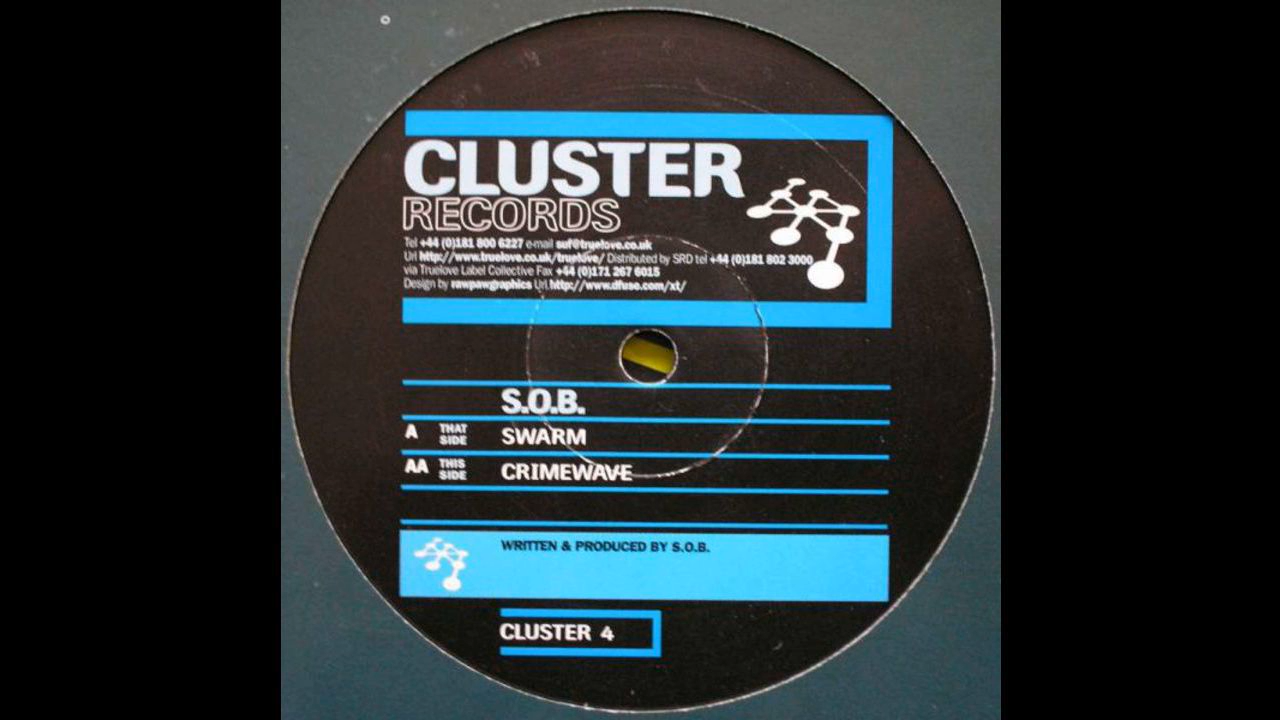 CLUSTER
RECORDS
Tel +44 (0)181 800 6227 e-mail suf@truelove.co.uk
Url http://www.truelove.co.uk/truelove/ Distributed by SRD tel +44 (0)181 802 3000
via Truelove Label Collective Fax +44 (0)171 267 6015
Design by rawpawgraphics Url http://www.dfuse.com/xt/
S.O.B.
A THAT SIDE SWARM
AA THIS SIDE CRIMEWAVE
WRITTEN & PRODUCED BY S.O.B.
CLUSTER 4